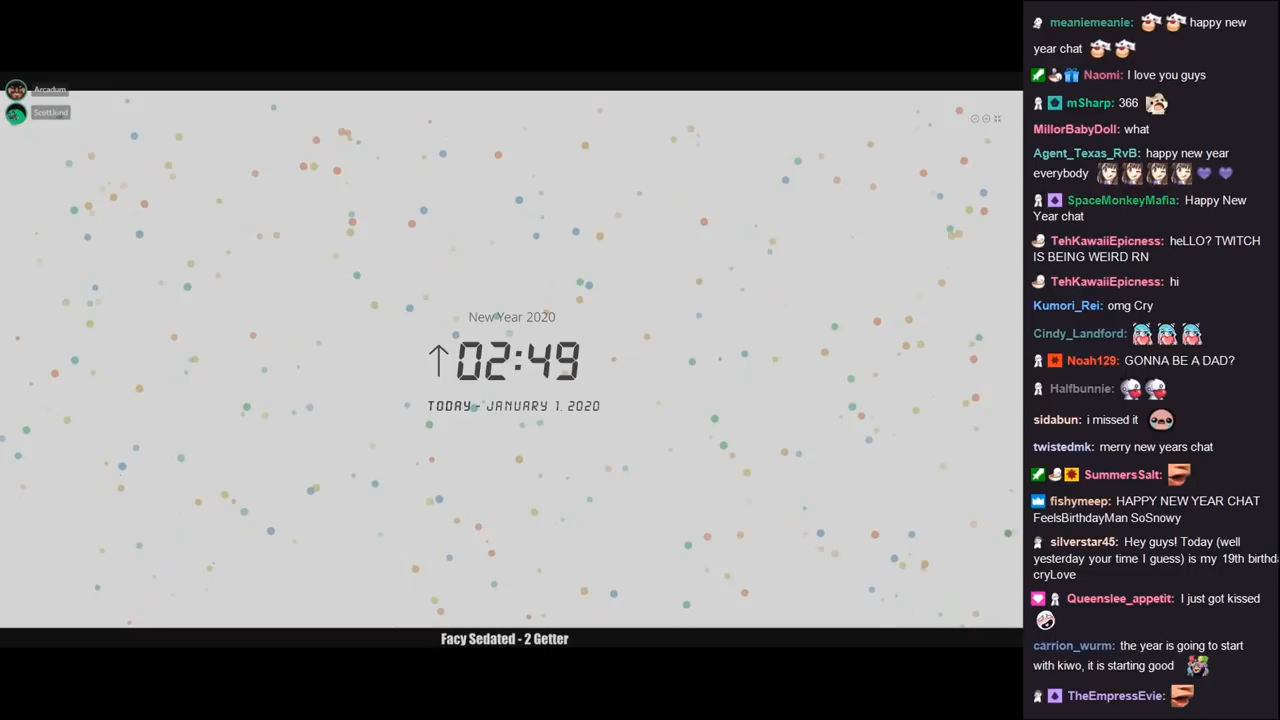 Arcadum
ScottJund
New Year 2020
↑02:49
TODAY - JANUARY 1, 2020
Facy Sedated - 2 Getter
meaniemeanie: happy new
year chat
Naomi: I love you guys
mSharp: 366
MillorBabyDoll: what
Agent_Texas_RvB: happy new year
everybody
SpaceMonkeyMafia: Happy New
Year chat
TehKawaiiEpicness: heLLO? TWITCH
IS BEING WEIRD RN
TehKawaiiEpicness: hi
Kumori_Rei: omg Cry
Cindy_Landford:
Noah129: GONNA BE A DAD?
Halfbunnie:
sidabun: i missed it
twistedmk: merry new years chat
SummersSalt:
fishymeep: HAPPY NEW YEAR CHAT
FeelsBirthdayMan SoSnowy
silverstar45: Hey guys! Today (well
yesterday your time I guess) is my 19th birthda
cryLove
Queenslee_appetit: I just got kissed
carrion_wurm: the year is going to start
with kiwo, it is starting good
TheEmpressEvie: